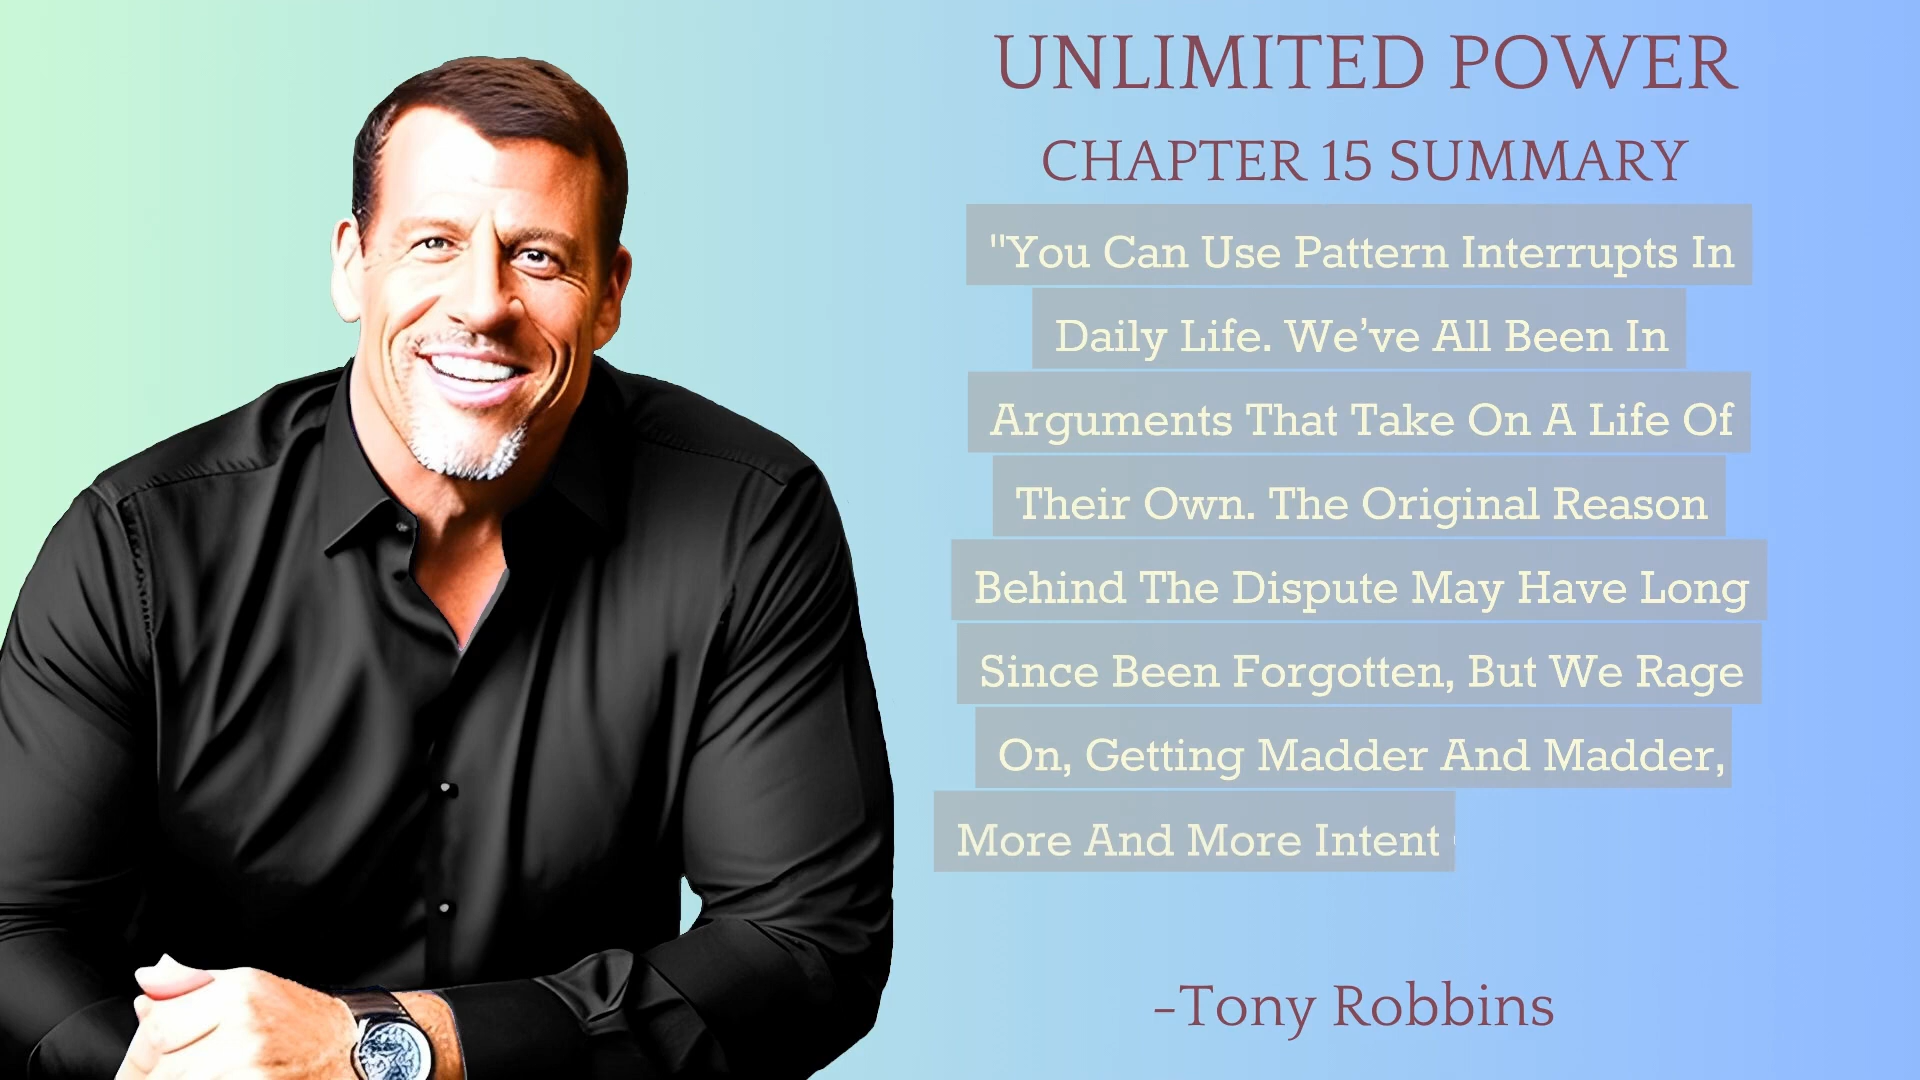 UNLIMITED POWER
CHAPTER 15 SUMMARY
"You Can Use Pattern Interrupts In
Daily Life. We’ve All Been In
Arguments That Take On A Life Of
Their Own. The Original Reason
Behind The Dispute May Have Long
Since Been Forgotten, But We Rage
On, Getting Madder And Madder,
More And More Intent
-Tony Robbins